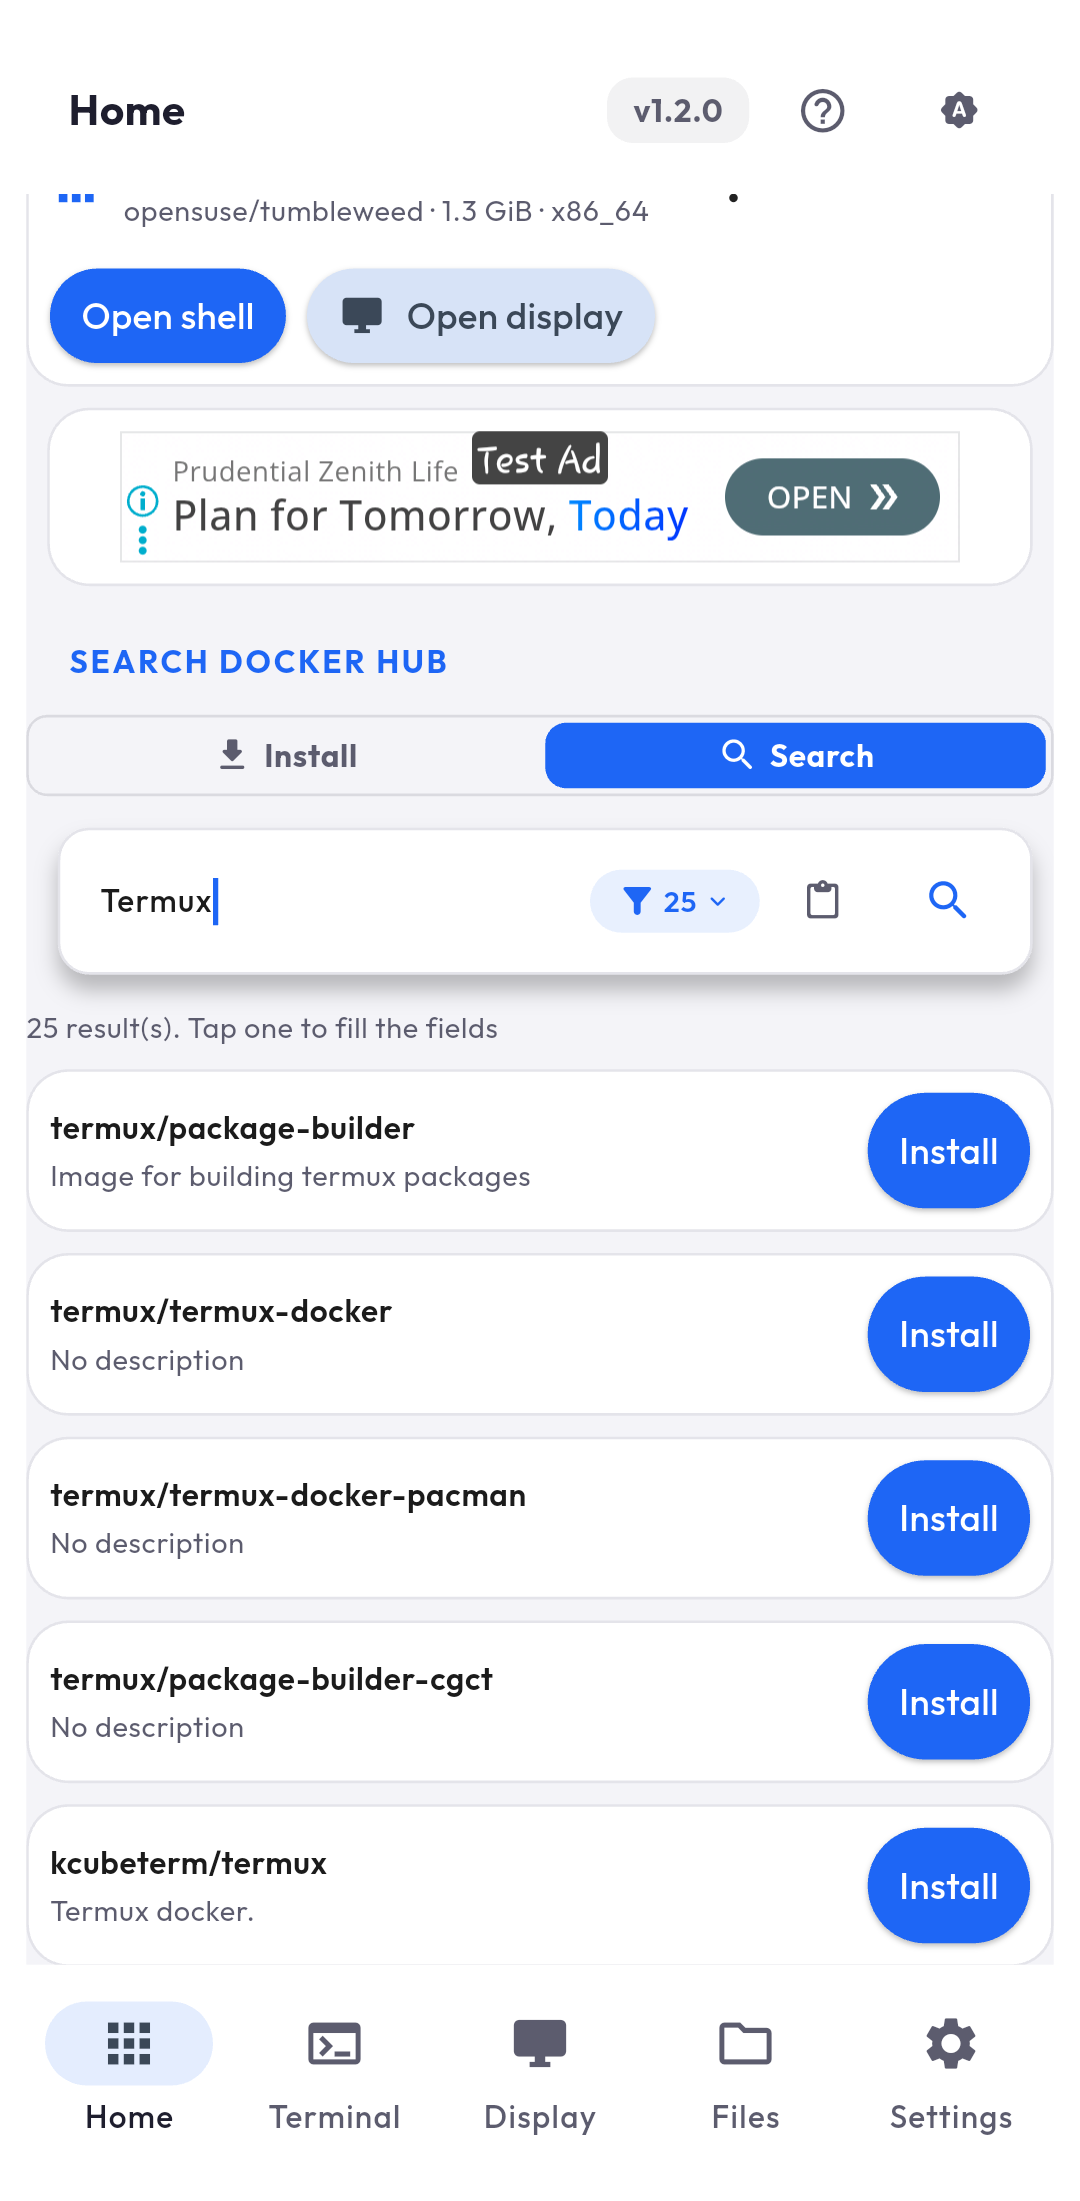 Home
v1.2.0
A
opensuse/tumbleweed · 1.3 GiB · x86_64
Open shell
Open display
Test Ad
Prudential Zenith Life
Plan for Tomorrow, Today
OPEN
SEARCH DOCKER HUB
Install
Search
Termux
25
25 result(s). Tap one to fill the fields
termux/package-builder
Image for building termux packages
Install
termux/termux-docker
No description
Install
termux/termux-docker-pacman
No description
Install
termux/package-builder-cgct
No description
Install
kcubeterm/termux
Termux docker.
Install
Home
Terminal
Display
Files
Settings